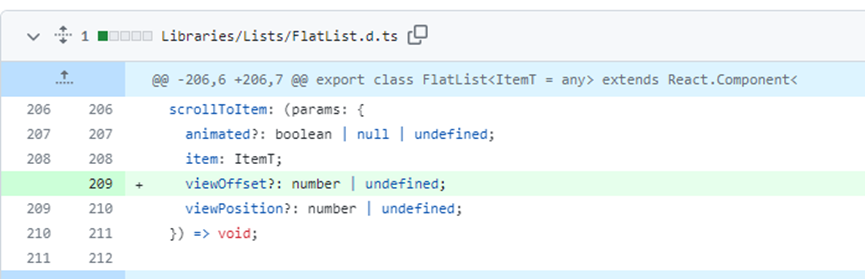 1 Libraries/Lists/FlatList.d.ts
@@ -206,6 +206,7 @@ export class FlatList<ItemT = any> extends React.Component<
206 206 scrollToItem: (params: {
207 207 animated?: boolean | null | undefined;
208 208 item: ItemT;
209 + viewOffset?: number | undefined;
209 210 viewPosition?: number | undefined;
210 211 }) => void;
211 212